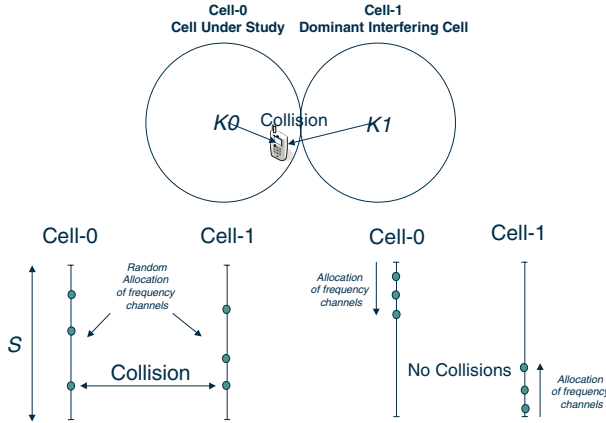 Cell-0
Cell Under Study
Cell-1
Dominant Interfering Cell
K0
Collision
K1
Cell-0
Cell-1
Random
Allocation
of frequency
channels
S
Collision
Cell-0
Cell-1
Allocation
of frequency
channels
No Collisions
Allocation
of frequency
channels